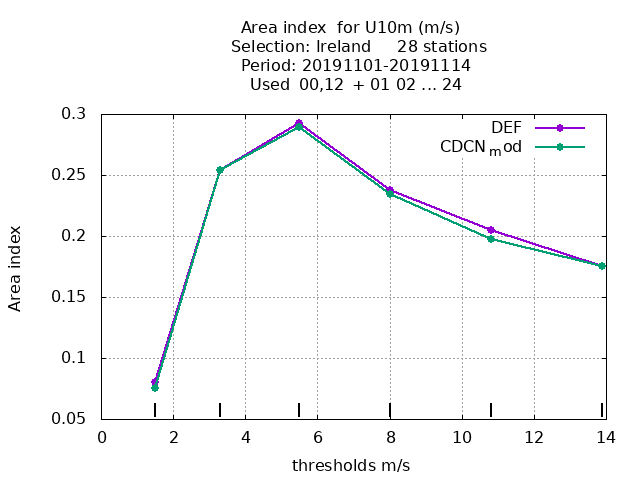 Area index  for U10m (m/s)
Selection: Ireland     28 stations
Period: 20191101-20191114
Used  00,12  + 01 02 ... 24
0.3
0.25
0.2
0.15
0.1
0.05
Area index
DEF
CDCNmod
0 2 4 6 8 10 12 14
thresholds m/s